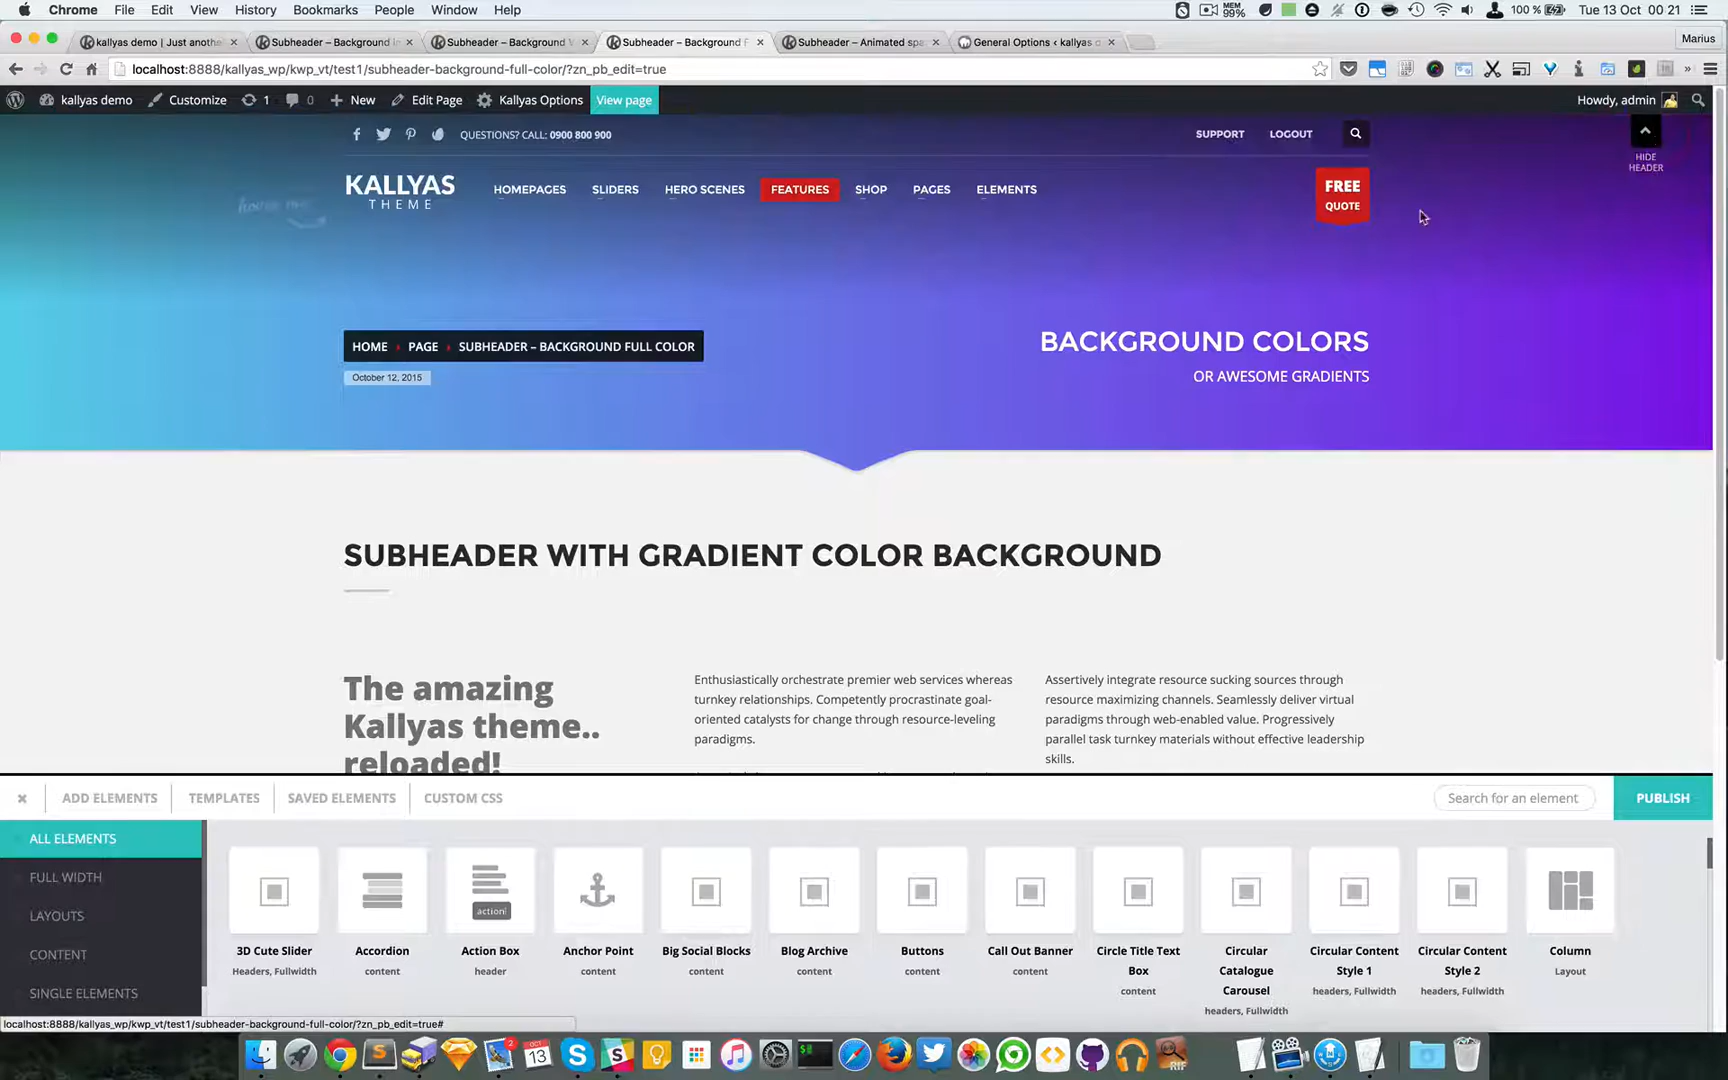 Chrome File Edit View History Bookmarks People Window Help
MEM 99% 100% Tue 13 Oct 00:21
kallyas demo | Just anothe Subheader – Background i Subheader – Background Subheader – Background F Subheader – Animated spa General Options ‹ kallyas d Marius
localhost:8888/kallyas_wp/kwp_vt/test1/subheader-background-full-color/?zn_pb_edit=true
kallyas demo Customize 1 0 New Edit Page Kallyas Options View page Howdy, admin
QUESTIONS? CALL: 0900 800 900 SUPPORT LOGOUT
HIDE
HEADER
KALLYAS
THEME
HOMEPAGES SLIDERS HERO SCENES FEATURES SHOP PAGES ELEMENTS
FREE
QUOTE
HOME PAGE SUBHEADER – BACKGROUND FULL COLOR
October 12, 2015
BACKGROUND COLORS
OR AWESOME GRADIENTS
SUBHEADER WITH GRADIENT COLOR BACKGROUND
The amazing
Kallyas theme..
reloaded!
Enthusiastically orchestrate premier web services whereas
turnkey relationships. Competently procrastinate goal-
oriented catalysts for change through resource-leveling
paradigms.
Assertively integrate resource sucking sources through
resource maximizing channels. Seamlessly deliver virtual
paradigms through web-enabled value. Progressively
parallel task turnkey materials without effective leadership
skills.
ADD ELEMENTS TEMPLATES SAVED ELEMENTS CUSTOM CSS Search for an element PUBLISH
ALL ELEMENTS
FULL WIDTH
LAYOUTS
CONTENT
SINGLE ELEMENTS
action!
3D Cute Slider
Headers, Fullwidth
Accordion
content
Action Box
header
Anchor Point
content
Big Social Blocks
content
Blog Archive
content
Buttons
content
Call Out Banner
content
Circle Title Text
Box
content
Circular
Catalogue
Carousel
headers, Fullwidth
Circular Content
Style 1
headers, Fullwidth
Circular Content
Style 2
headers, Fullwidth
Column
Layout
localhost:8888/kallyas_wp/kwp_vt/test1/subheader-background-full-color/?zn_pb_edit=true#
2
OCT
13
RIF